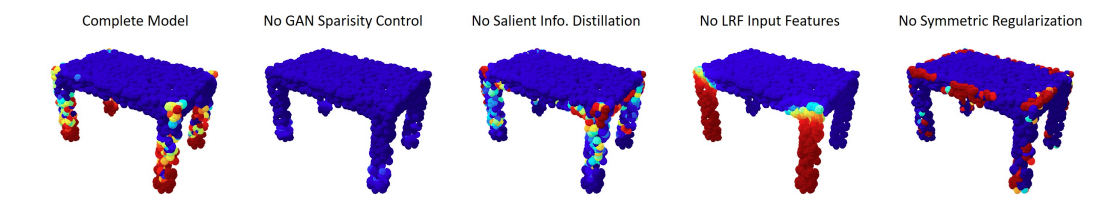 Complete Model
No GAN Sparisity Control
No Salient Info. Distillation
No LRF Input Features
No Symmetric Regularization